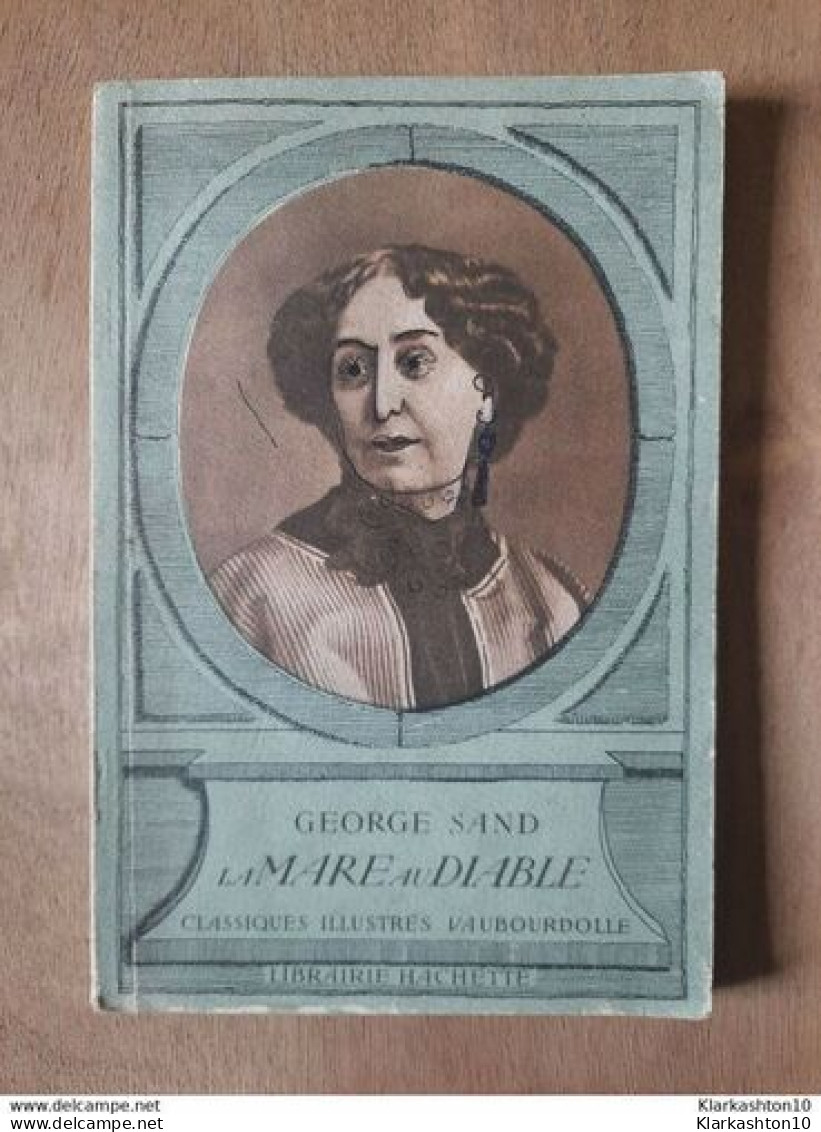 GEORGE SAND
LA MARE AU DIABLE
CLASSIQUES ILLUSTRÉS VAUBOURDOLLE
LIBRAIRIE HACHETTE
www.delcampe.net Klarkashton10
www.delcampe.net Klarkashton10